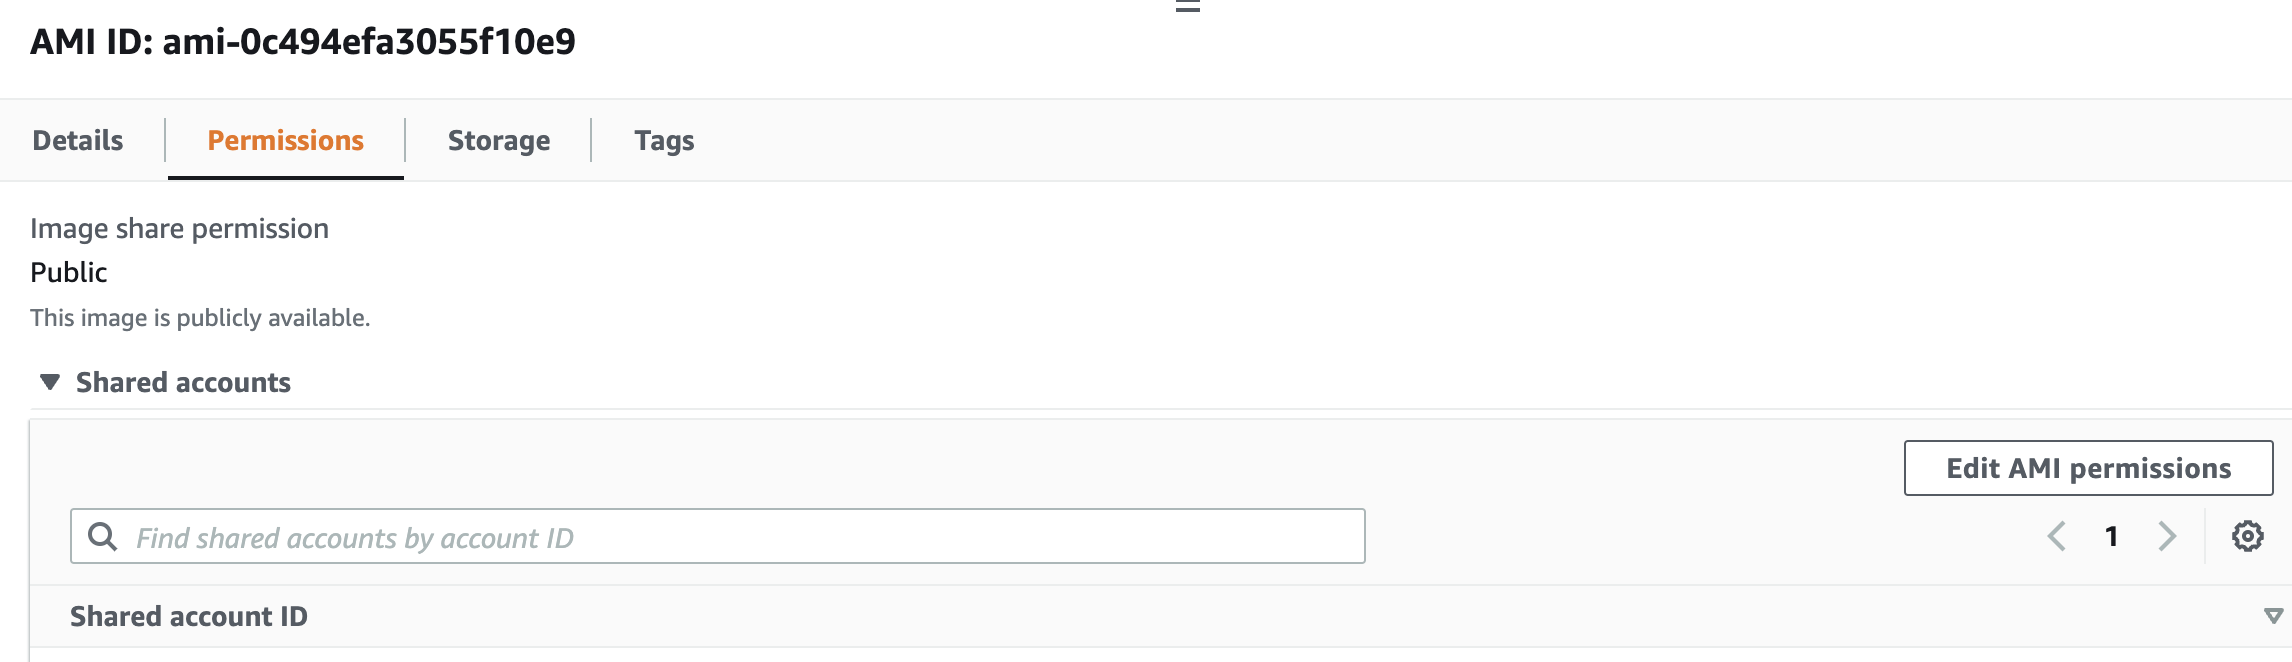 AMI ID: ami-0c494efa3055f10e9
Details Permissions Storage Tags
Image share permission
Public
This image is publicly available.
Shared accounts
Edit AMI permissions
Find shared accounts by account ID
1
Shared account ID